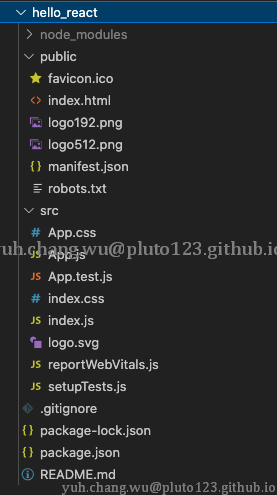 hello_react
node_modules
public
favicon.ico
index.html
logo192.png
logo512.png
manifest.json
robots.txt
src
App.css
yuh.chang.wu@pluto123.github.io
App.js
App.test.js
index.css
index.js
logo.svg
reportWebVitals.js
setupTests.js
.gitignore
package-lock.json
package.json
README.md
yuh.chang.wu@pluto123.github.io